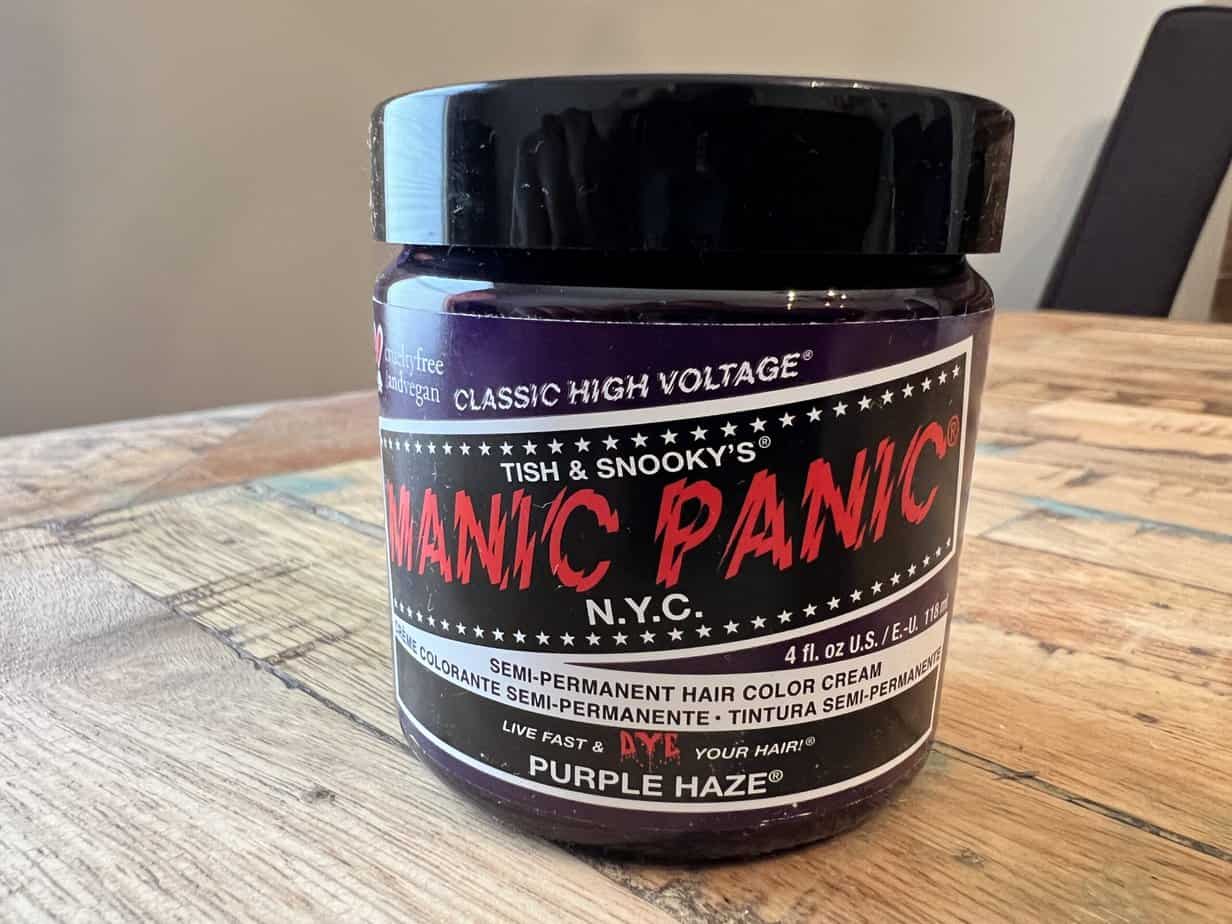 crueltyfree
andvegan
CLASSIC HIGH VOLTAGE®
TISH & SNOOKY'S®
MANIC PANIC®
N.Y.C.
4 fl. oz U.S. / E.-U. 118 ml
SEMI-PERMANENT HAIR COLOR CREAM
CRÈME COLORANTE SEMI-PERMANENTE • TINTURA SEMI-PERMANENTE
LIVE FAST & DYE YOUR HAIR!®
PURPLE HAZE®